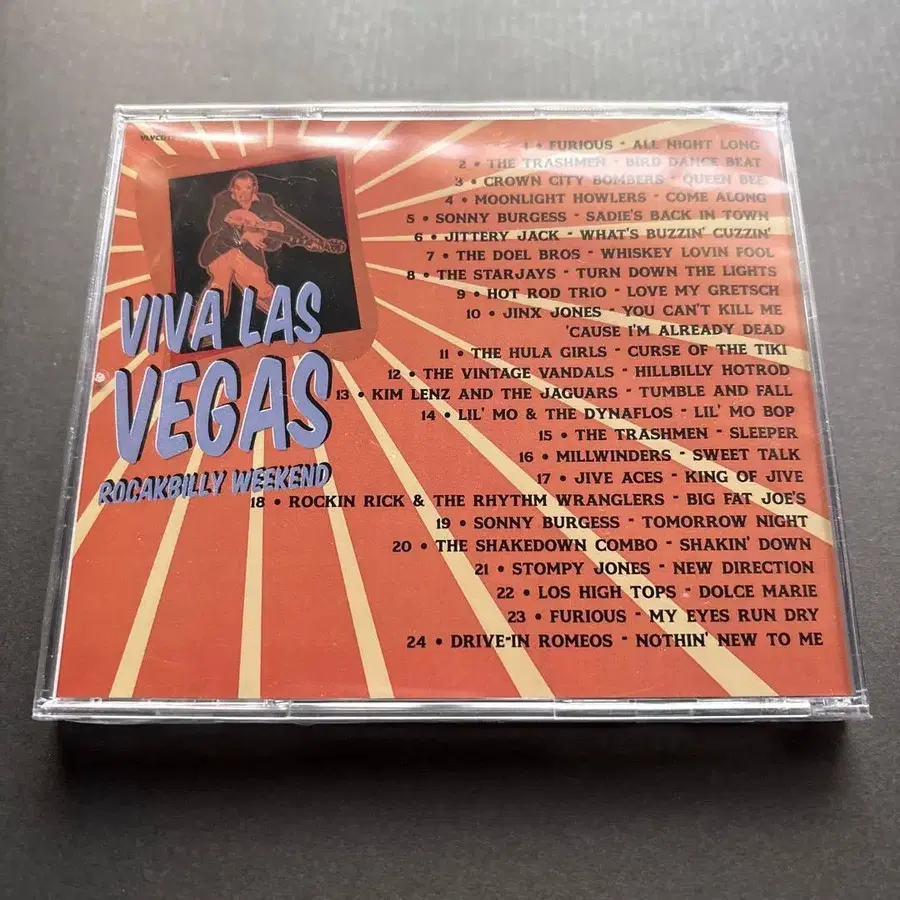 VIVA LAS
VEGAS
ROCAKBILLY WEEKEND
1 • FURIOUS - ALL NIGHT LONG
2 • THE TRASHMEN - BIRD DANCE BEAT
3 • CROWN CITY BOMBERS - QUEEN BEE
4 • MOONLIGHT HOWLERS - COME ALONG
5 • SONNY BURGESS - SADIE'S BACK IN TOWN
6 • JITTERY JACK - WHAT'S BUZZIN' CUZZIN'
7 • THE DOEL BROS - WHISKEY LOVIN FOOL
8 • THE STARJAYS - TURN DOWN THE LIGHTS
9 • HOT ROD TRIO - LOVE MY GRETSCH
10 • JINX JONES - YOU CAN'T KILL ME
'CAUSE I'M ALREADY DEAD
11 • THE HULA GIRLS - CURSE OF THE TIKI
12 • THE VINTAGE VANDALS - HILLBILLY HOTROD
13 • KIM LENZ AND THE JAGUARS - TUMBLE AND FALL
14 • LIL' MO & THE DYNAFLOS - LIL' MO BOP
15 • THE TRASHMEN - SLEEPER
16 • MILLWINDERS - SWEET TALK
17 • JIVE ACES - KING OF JIVE
18 • ROCKIN RICK & THE RHYTHM WRANGLERS - BIG FAT JOE'S
19 • SONNY BURGESS - TOMORROW NIGHT
20 • THE SHAKEDOWN COMBO - SHAKIN' DOWN
21 • STOMPY JONES - NEW DIRECTION
22 • LOS HIGH TOPS - DOLCE MARIE
23 • FURIOUS - MY EYES RUN DRY
24 • DRIVE-IN ROMEOS - NOTHIN' NEW TO ME